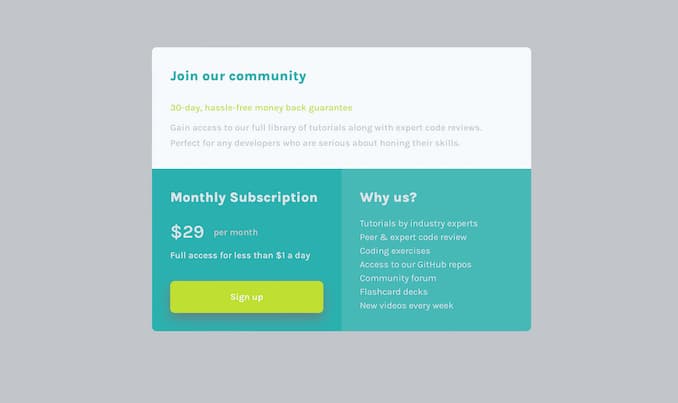 Join our community
30-day, hassle-free money back guarantee
Gain access to our full library of tutorials along with expert code reviews.
Perfect for any developers who are serious about honing their skills.
Monthly Subscription
$29 per month
Full access for less than $1 a day
Sign up
Why us?
Tutorials by industry experts
Peer & expert code review
Coding exercises
Access to our GitHub repos
Community forum
Flashcard decks
New videos every week